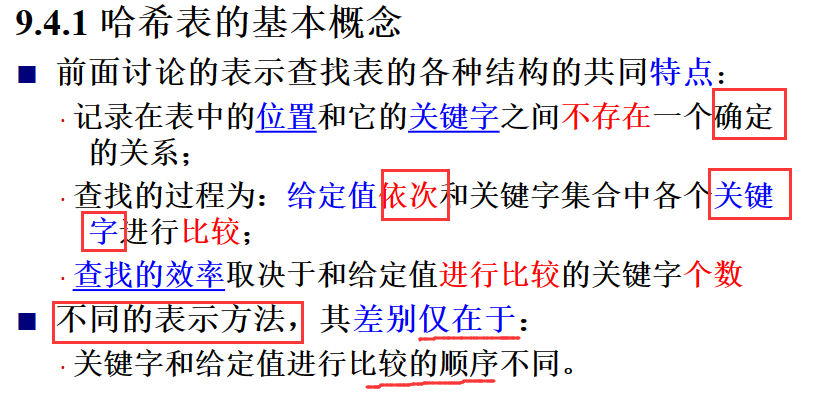 9.4.1 哈希表的基本概念
■ 前面讨论的表示查找表的各种结构的共同特点：
· 记录在表中的位置和它的关键字之间不存在一个确定
的关系；
· 查找的过程为：给定值依次和关键字集合中各个关键
字进行比较；
· 查找的效率取决于和给定值进行比较的关键字个数
■ 不同的表示方法，其差别仅在于：
· 关键字和给定值进行比较的顺序不同。